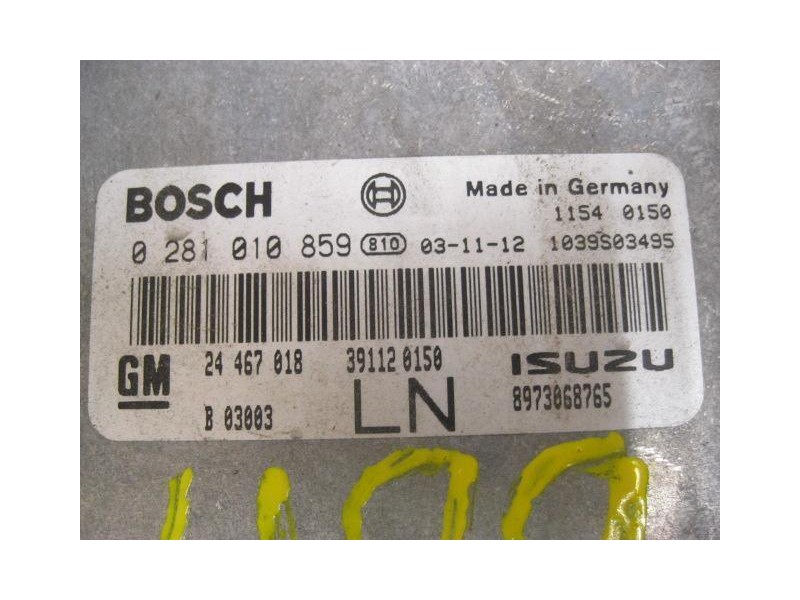 BOSCH Made in Germany
1154 0150
0 281 010 859 810 03-11-12 1039S03495
GM 24 467 018 39112 0150 ISUZU
B 03003 LN 8973068765